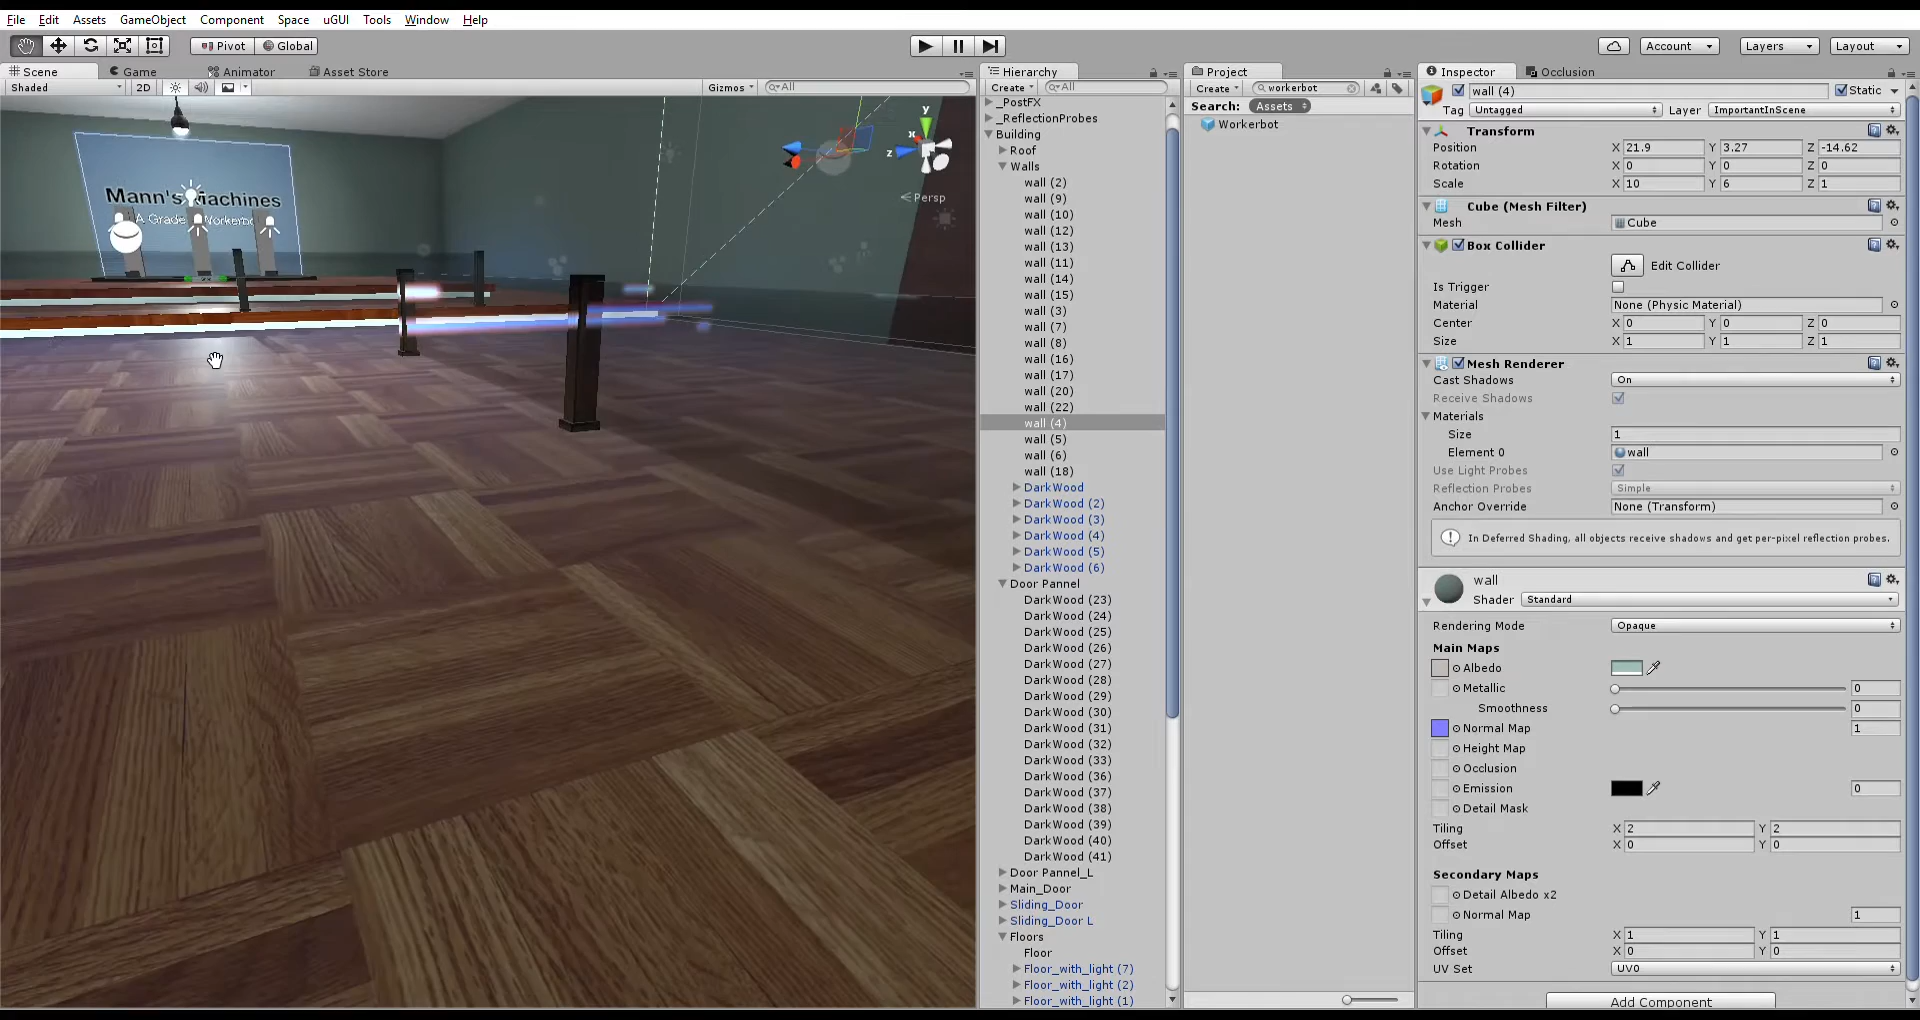 File Edit Assets GameObject Component Space uGUI Tools Window Help
Pivot Global Account Layers Layout
Scene Game Animator Asset Store
Shaded 2D Gizmos All
Mann's Machines
A Grade Workerbo
y
x
z
Persp
Hierarchy
Create All
_PostFX
_ReflectionProbes
Building
Roof
Walls
wall (2)
wall (9)
wall (10)
wall (12)
wall (13)
wall (11)
wall (14)
wall (15)
wall (3)
wall (7)
wall (8)
wall (16)
wall (17)
wall (20)
wall (22)
wall (4)
wall (5)
wall (6)
wall (18)
DarkWood
DarkWood (2)
DarkWood (3)
DarkWood (4)
DarkWood (5)
DarkWood (6)
Door Pannel
DarkWood (23)
DarkWood (24)
DarkWood (25)
DarkWood (26)
DarkWood (27)
DarkWood (28)
DarkWood (29)
DarkWood (30)
DarkWood (31)
DarkWood (32)
DarkWood (33)
DarkWood (36)
DarkWood (37)
DarkWood (38)
DarkWood (39)
DarkWood (40)
DarkWood (41)
Door Pannel_L
Main_Door
Sliding_Door
Sliding_Door L
Floors
Floor
Floor_with_light (7)
Floor_with_light (2)
Floor_with_light (1)
Project
Create workerbot
Search: Assets
Workerbot
Inspector Occlusion
wall (4) Static
Tag Untagged Layer ImportantInScene
Transform
Position X 21.9 Y 3.27 Z -14.62
Rotation X 0 Y 0 Z 0
Scale X 10 Y 6 Z 1
Cube (Mesh Filter)
Mesh Cube
Box Collider
Edit Collider
Is Trigger
Material None (Physic Material)
Center X 0 Y 0 Z 0
Size X 1 Y 1 Z 1
Mesh Renderer
Cast Shadows On
Receive Shadows
Materials
Size 1
Element 0 wall
Use Light Probes
Reflection Probes Simple
Anchor Override None (Transform)
In Deferred Shading, all objects receive shadows and get per-pixel reflection probes.
wall
Shader Standard
Rendering Mode Opaque
Main Maps
Albedo
Metallic 0
Smoothness 0
Normal Map 1
Height Map
Occlusion
Emission 0
Detail Mask
Tiling X 2 Y 2
Offset X 0 Y 0
Secondary Maps
Detail Albedo x2
Normal Map 1
Tiling X 1 Y 1
Offset X 0 Y 0
UV Set UV0
Add Component